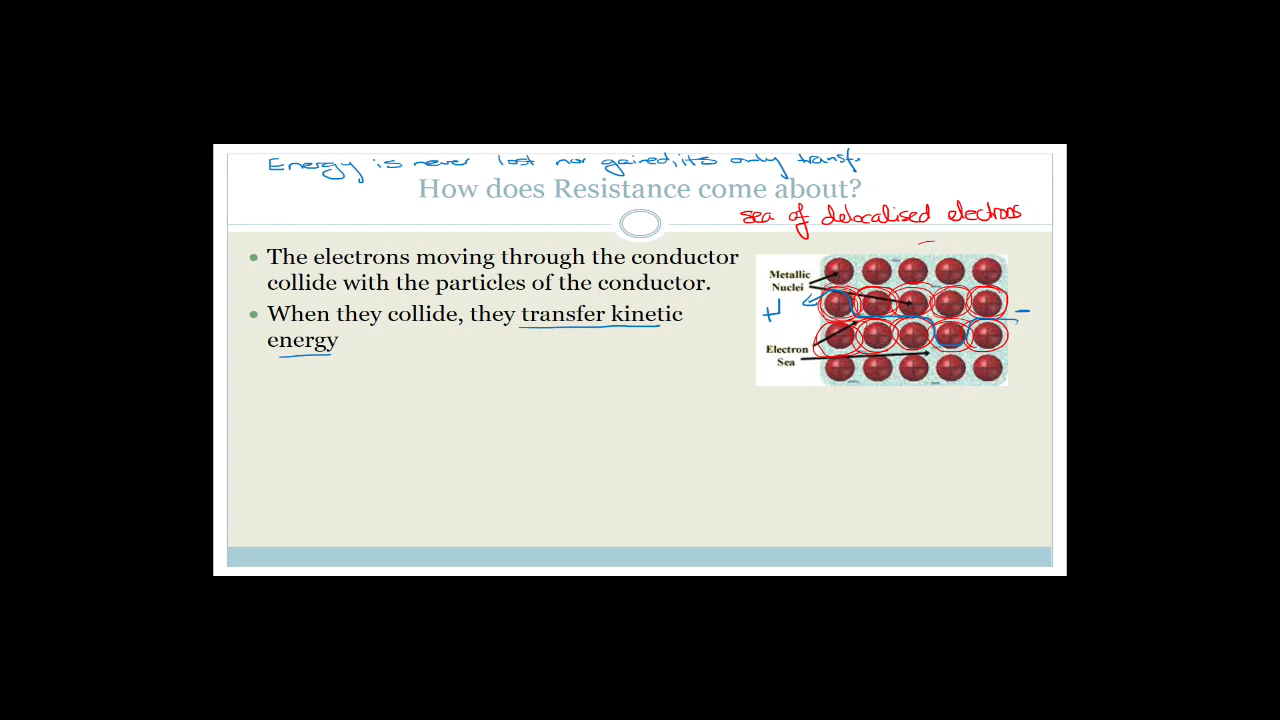 Energy is never lost nor gained, its only transf.
How does Resistance come about?
sea of delocalised electrons
• The electrons moving through the conductor
collide with the particles of the conductor.
• When they collide, they transfer kinetic
energy
Metallic
Nuclei
+
-
Electron
Sea